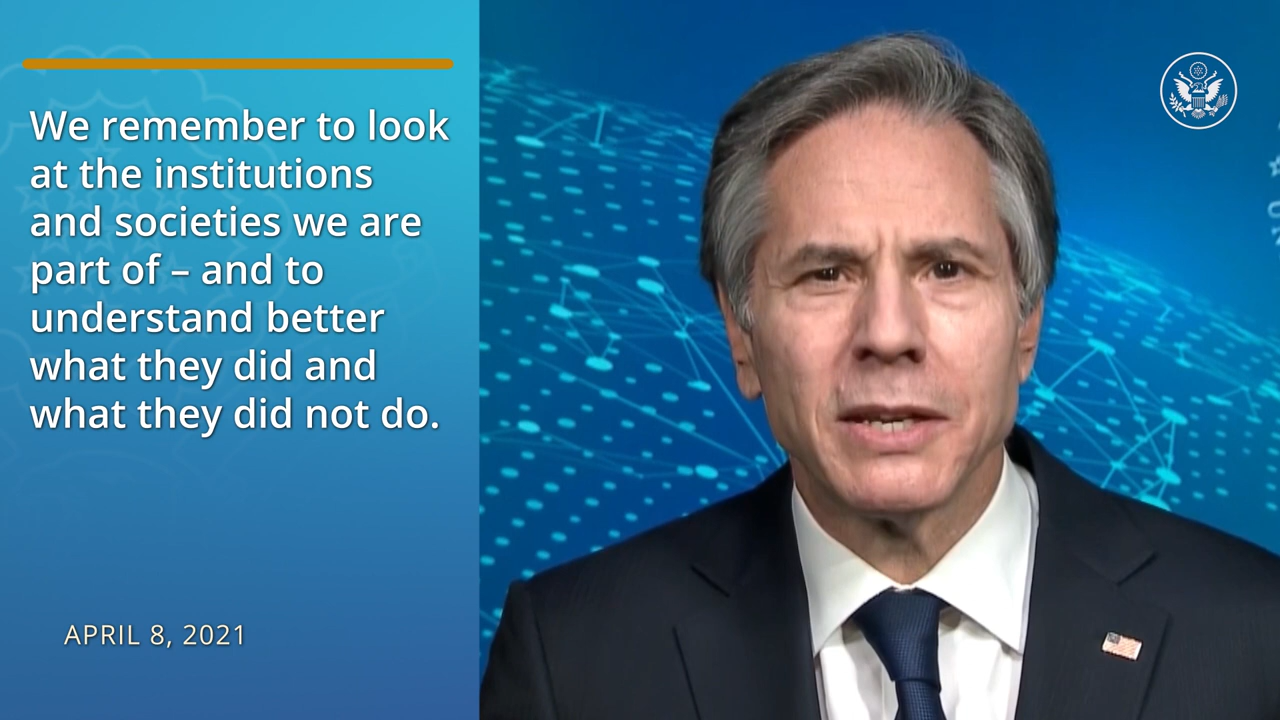 We remember to look
at the institutions
and societies we are
part of – and to
understand better
what they did and
what they did not do.
APRIL 8, 2021